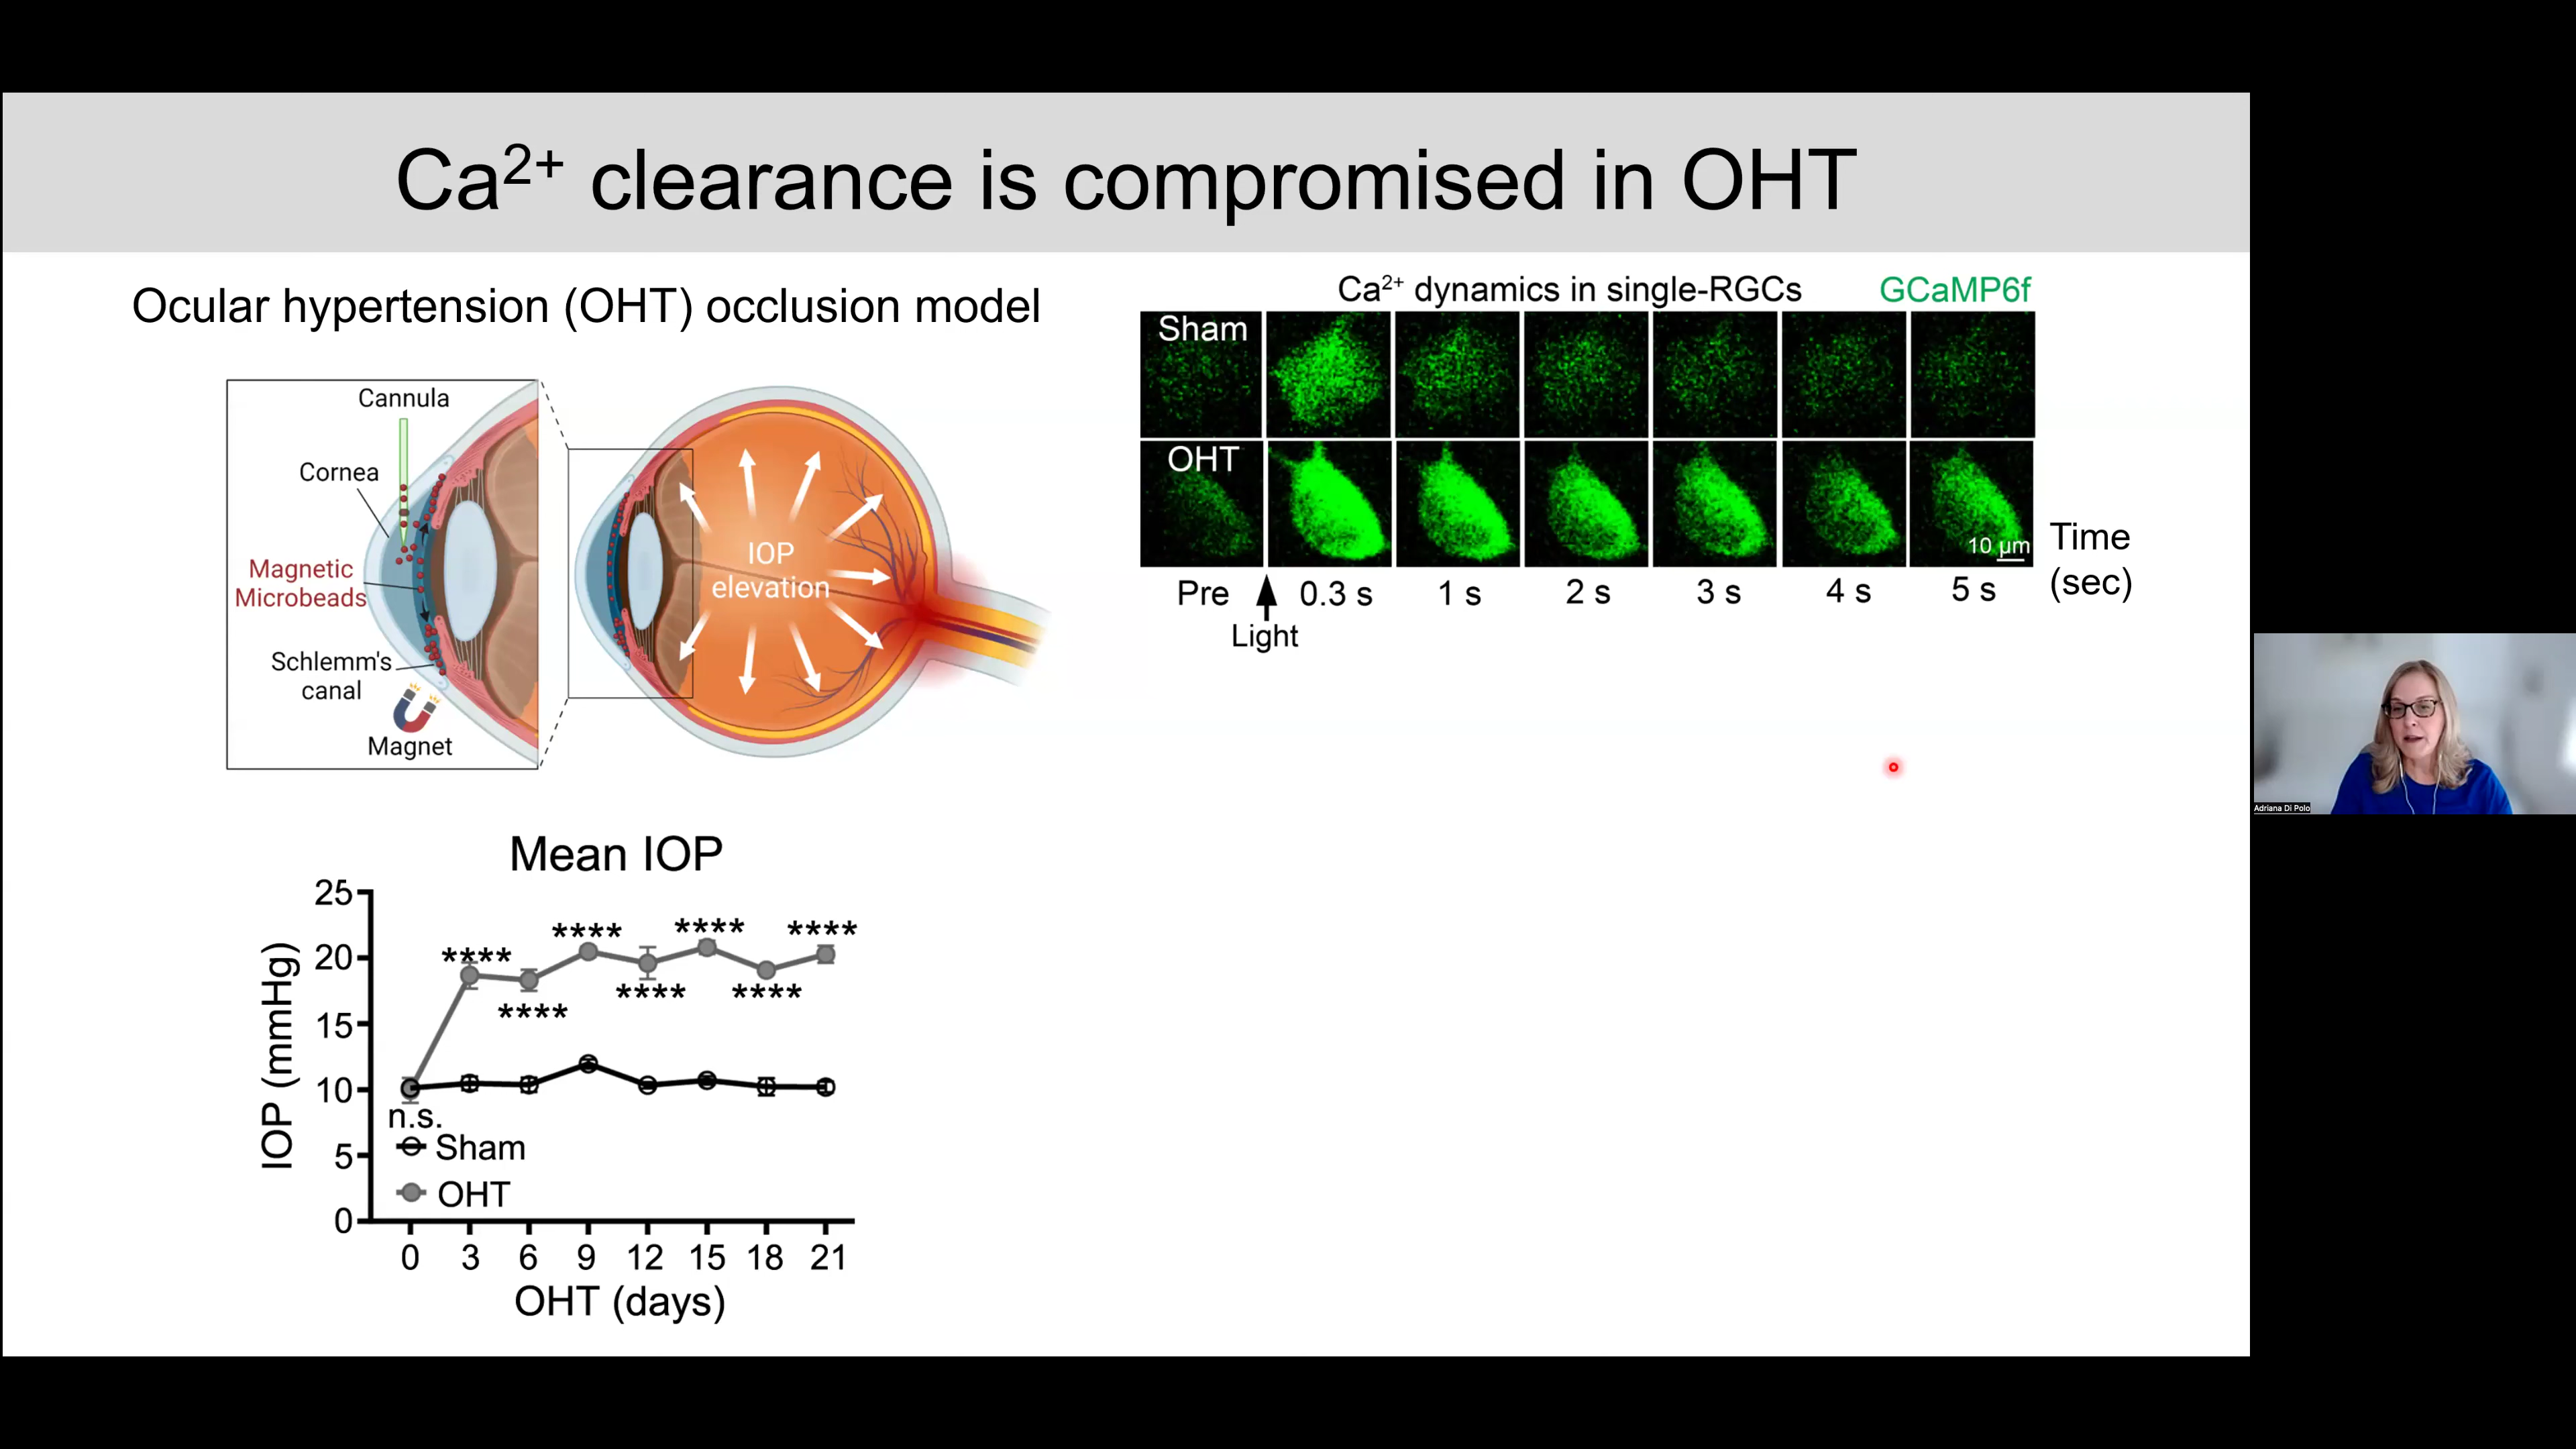 Ca²⁺ clearance is compromised in OHT
Ocular hypertension (OHT) occlusion model
Cannula
Cornea
Magnetic
Microbeads
Schlemm's
canal
Magnet
IOP
elevation
Ca²⁺ dynamics in single-RGCs
GCaMP6f
Sham
OHT
10 µm
Time
(sec)
Pre
0.3 s
1 s
2 s
3 s
4 s
5 s
Light
Adriana Di Polo
Mean IOP
IOP (mmHg)
25
20
15
10
5
0
****
****
****
****
****
****
****
n.s.
Sham
OHT
0 3 6 9 12 15 18 21
OHT (days)